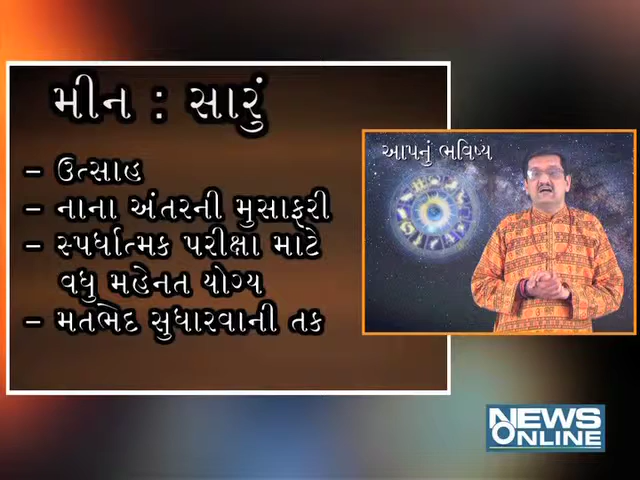 મીન : સારું
– ઉત્સાહ
– નાના અંતરની મુસાફરી
– સ્પર્ધાત્મક પરીક્ષા માટે
વધુ મહેનત યોગ્ય
– મતભેદ સુધારવાની તક
આપનું ભવિષ્ય
NEWS
ONLINE